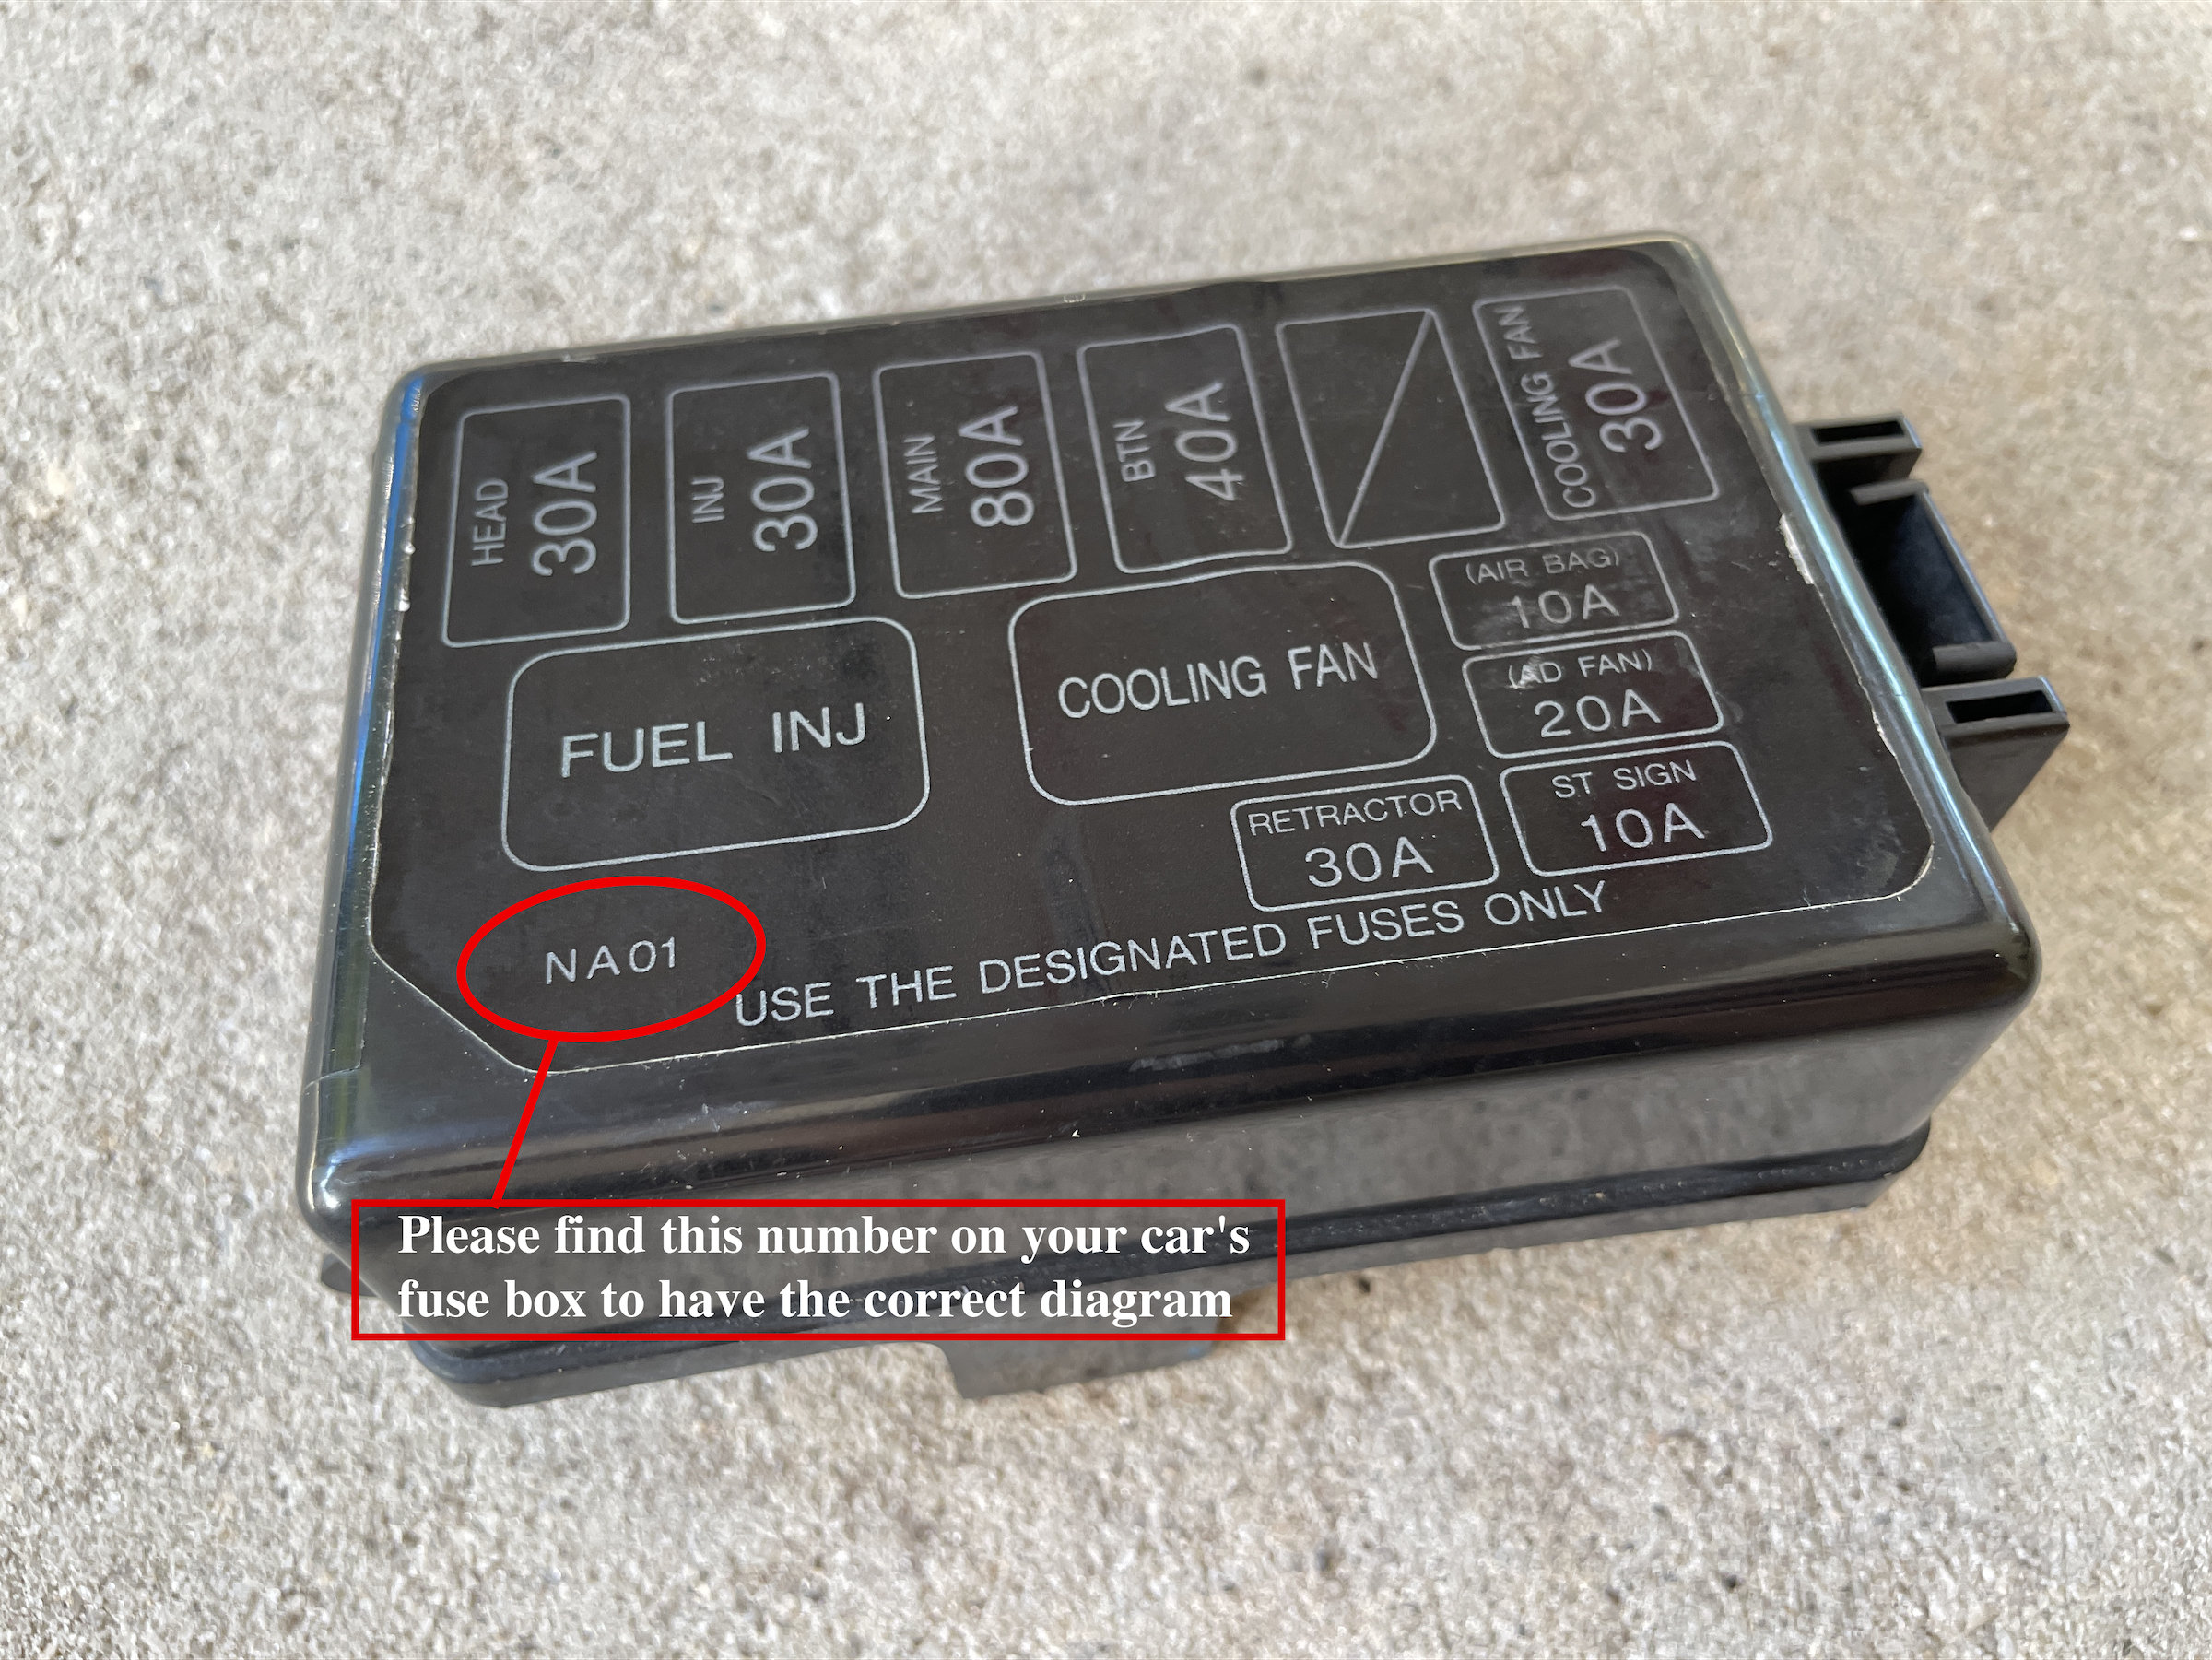 HEAD
30A
INJ
30A
MAIN
80A
BTN
40A
COOLING FAN
30A
(AIR BAG)
10A
(AD FAN)
20A
ST SIGN
10A
RETRACTOR
30A
FUEL INJ
COOLING FAN
NA01
USE THE DESIGNATED FUSES ONLY
Please find this number on your car's
fuse box to have the correct diagram